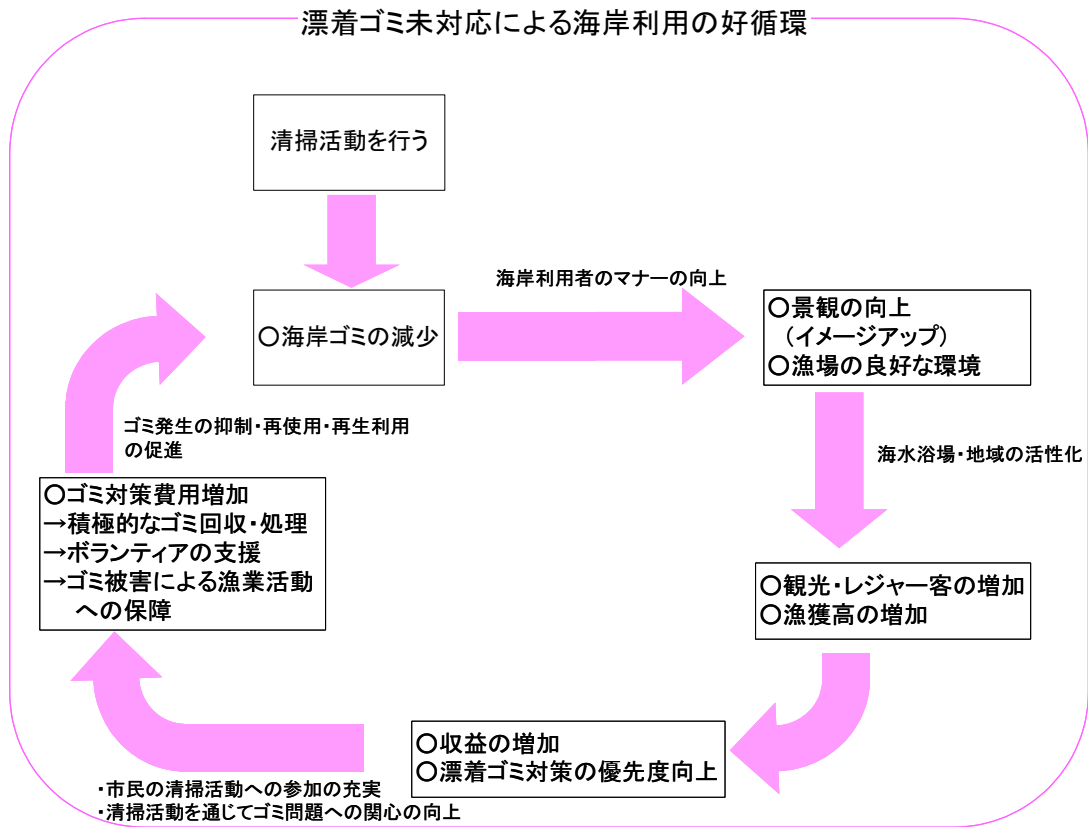 漂着ゴミ未対応による海岸利用の好循環
清掃活動を行う
○海岸ゴミの減少
海岸利用者のマナーの向上
○景観の向上
（イメージアップ）
○漁場の良好な環境
海水浴場・地域の活性化
○観光・レジャー客の増加
○漁獲高の増加
○収益の増加
○漂着ゴミ対策の優先度向上
・市民の清掃活動への参加の充実
・清掃活動を通じてゴミ問題への関心の向上
○ゴミ対策費用増加
→積極的なゴミ回収・処理
→ボランティアの支援
→ゴミ被害による漁業活動
への保障
ゴミ発生の抑制・再使用・再生利用
の促進